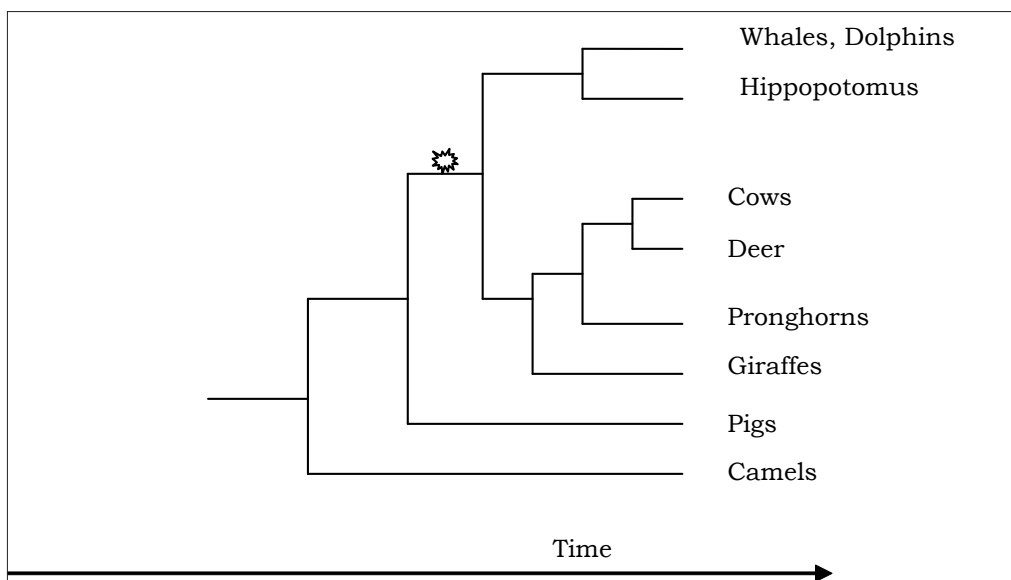 Whales, Dolphins
Hippopotomus
Cows
Deer
Pronghorns
Giraffes
Pigs
Camels
Time